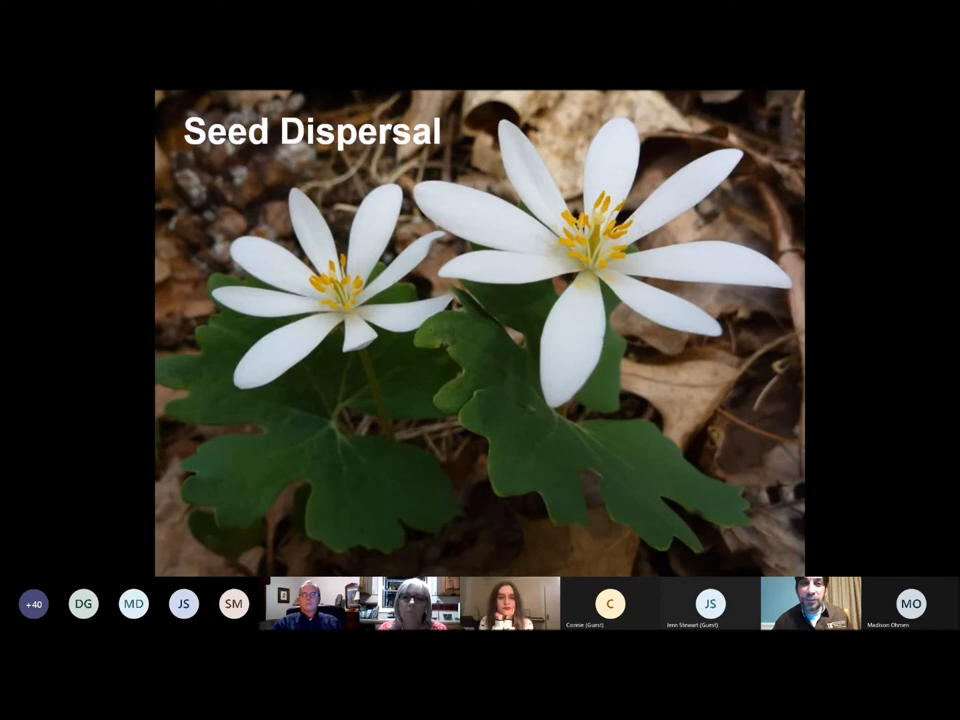 Seed Dispersal
+40
DG
MD
JS
SM
C
JS
MO
Connie (Guest)
Jenn Stewart (Guest)
Madison Ohmen